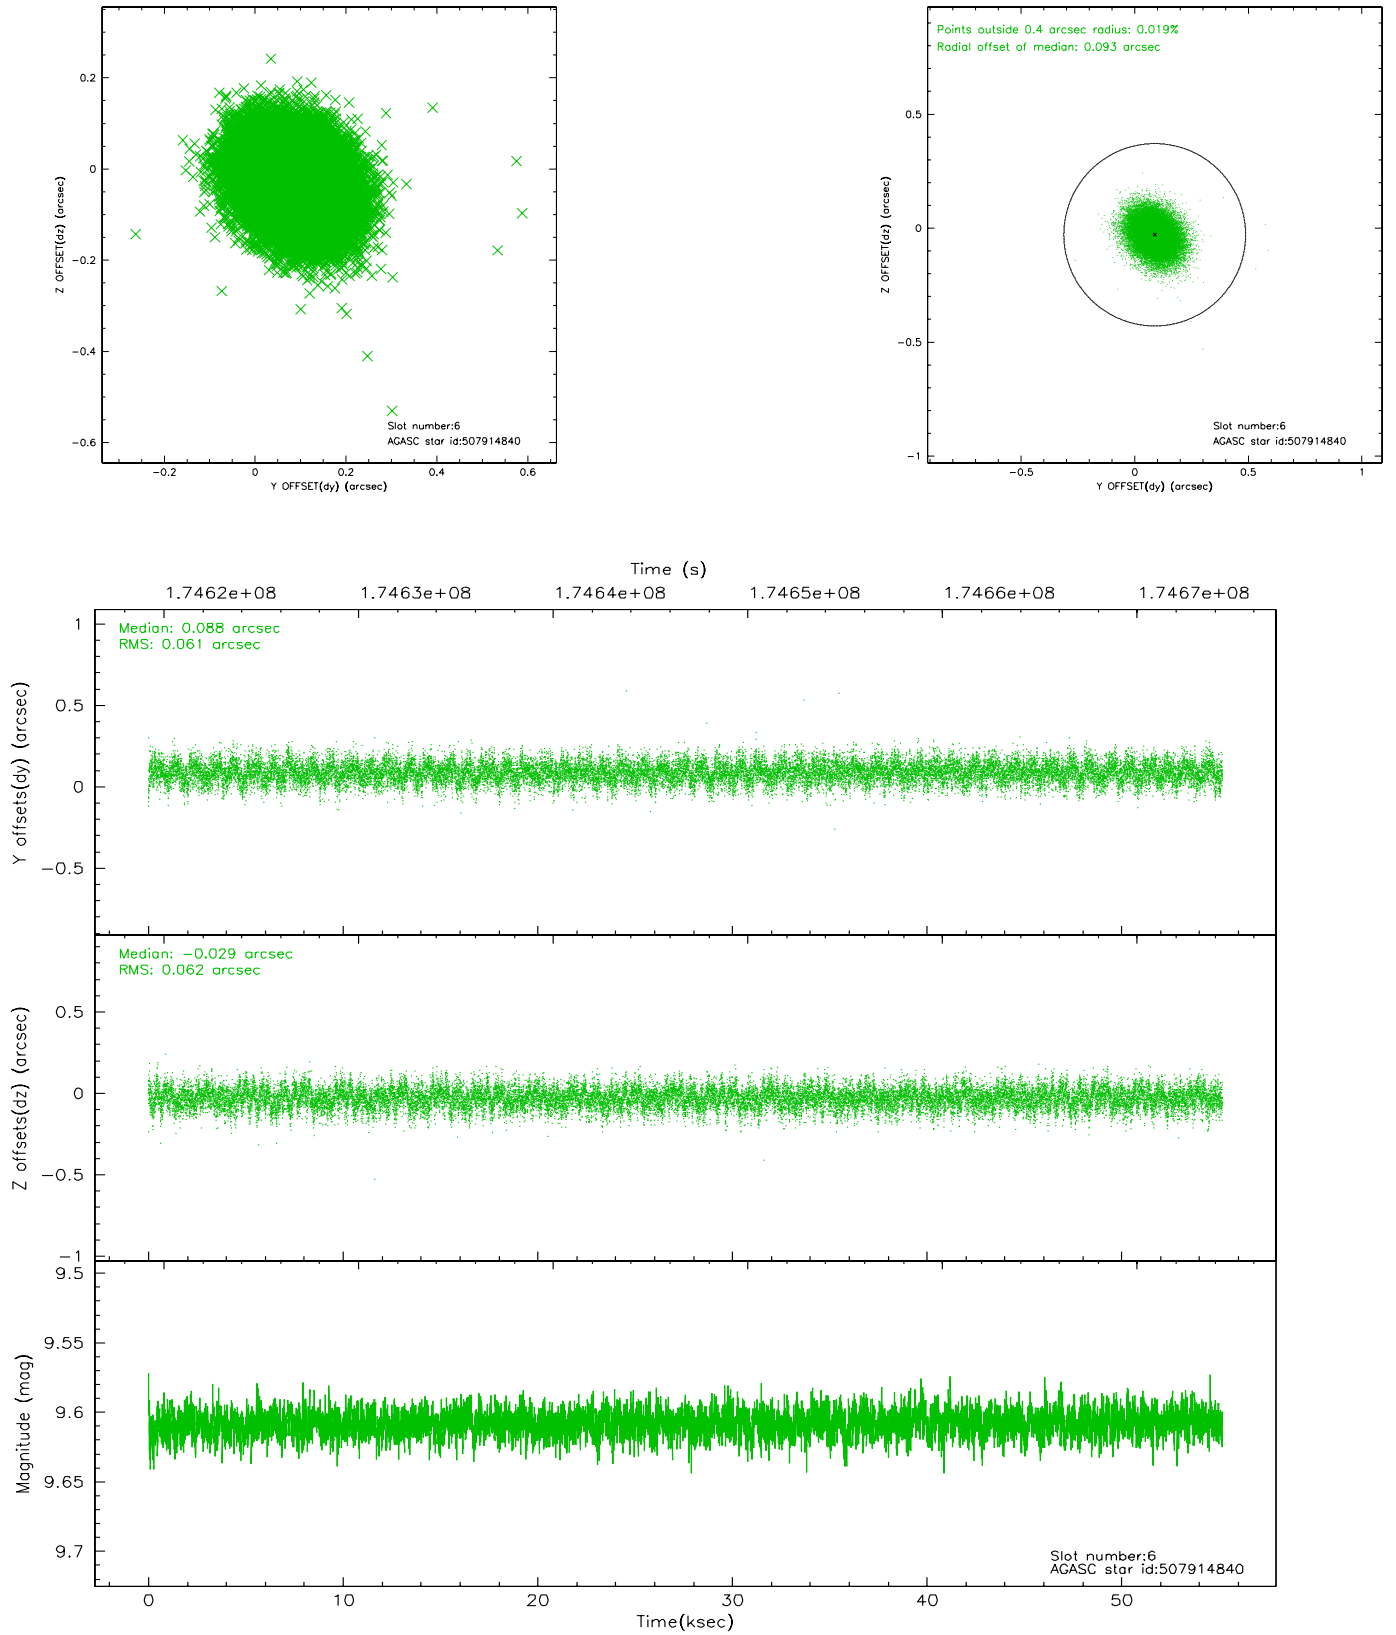 0.2
0
−0.2
−0.4
−0.6
Z OFFSET(dz) (arcsec)
Slot number:6
AGASC star id:507914840
−0.2 0 0.2 0.4 0.6
Y OFFSET(dy) (arcsec)
Points outside 0.4 arcsec radius: 0.019%
Radial offset of median: 0.093 arcsec
0.5
0
−0.5
−1
Z OFFSET(dz) (arcsec)
Slot number:6
AGASC star id:507914840
−0.5 0 0.5 1
Y OFFSET(dy) (arcsec)
Time (s)
1.7462e+08 1.7463e+08 1.7464e+08 1.7465e+08 1.7466e+08 1.7467e+08
Median: 0.088 arcsec
RMS: 0.061 arcsec
1
0.5
0
−0.5
Y offsets(dy) (arcsec)
Median: −0.029 arcsec
RMS: 0.062 arcsec
0.5
0
−0.5
−1
Z offsets(dz) (arcsec)
9.5
9.55
9.6
9.65
9.7
Magnitude (mag)
Slot number:6
AGASC star id:507914840
0 10 20 30 40 50
Time(ksec)